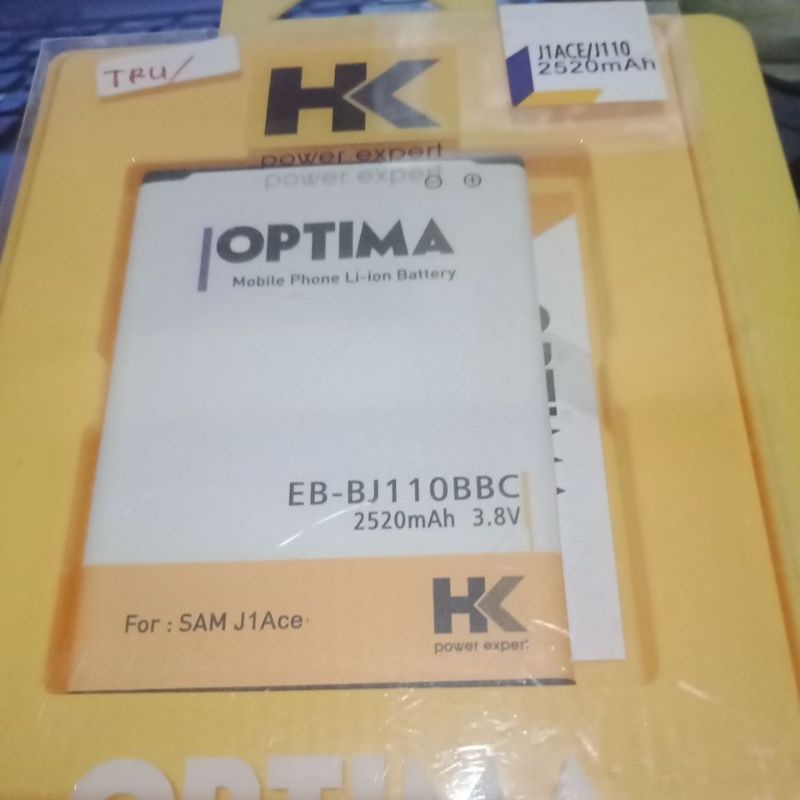 TRU/
J1ACE/J110
2520mAh
HK
power expert
power expert
OPTIMA
Mobile Phone Li-ion Battery
EB-BJ110BBC
2520mAh 3.8V
For : SAM J1Ace
HK
power expert
OPTIMA